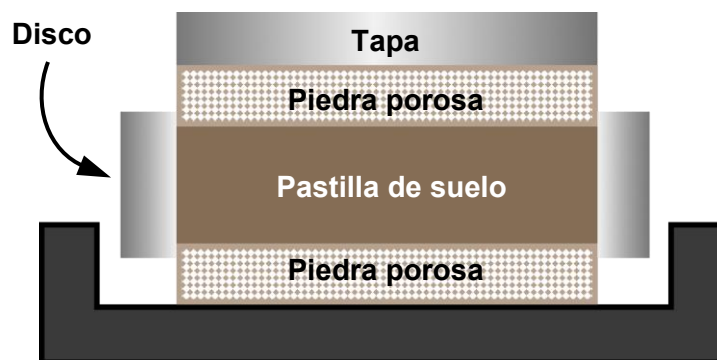 Disco
Tapa
Piedra porosa
Pastilla de suelo
Piedra porosa